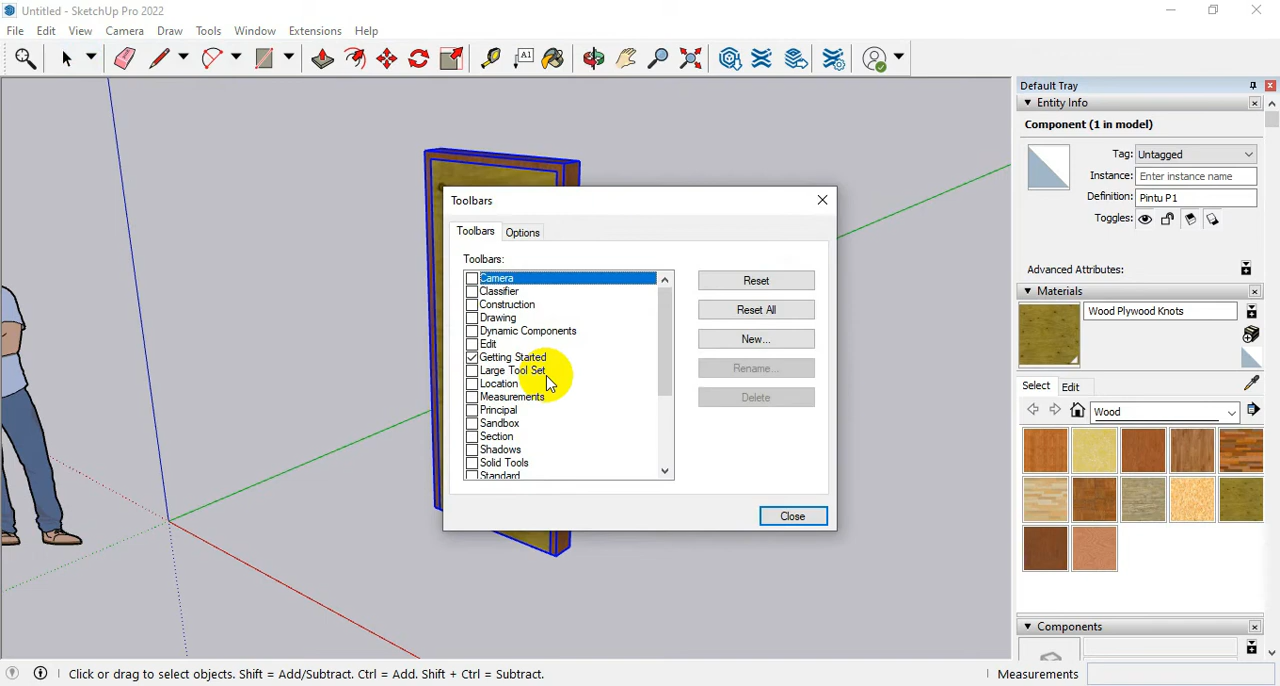 Untitled - SketchUp Pro 2022
File Edit View Camera Draw Tools Window Extensions Help
A1
Default Tray
Entity Info
Component (1 in model)
Tag: Untagged
Instance: Enter instance name
Definition: Pintu P1
Toggles:
Advanced Attributes:
Materials
Wood Plywood Knots
Select Edit
Wood
Components
Toolbars
Toolbars Options
Toolbars:
Camera
Classifier
Construction
Drawing
Dynamic Components
Edit
Getting Started
Large Tool Set
Location
Measurements
Principal
Sandbox
Section
Shadows
Solid Tools
Standard
Reset
Reset All
New...
Rename...
Delete
Close
Click or drag to select objects. Shift = Add/Subtract. Ctrl = Add. Shift + Ctrl = Subtract.
Measurements